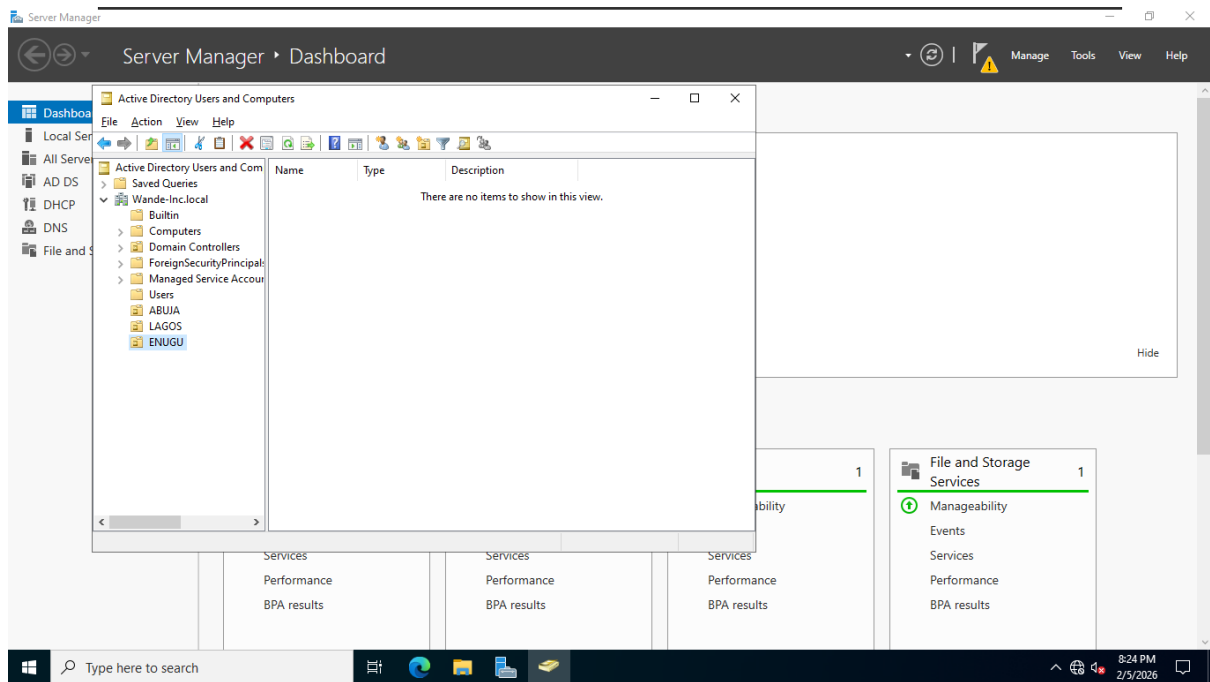 Server Manager
Server Manager ‣ Dashboard
Manage Tools View Help
Dashboa
Local Ser
All Server
AD DS
DHCP
DNS
File and S
Active Directory Users and Computers
File Action View Help
Active Directory Users and Com
Saved Queries
Wande-Inc.local
Builtin
Computers
Domain Controllers
ForeignSecurityPrincipals
Managed Service Accour
Users
ABUJA
LAGOS
ENUGU
Name Type Description
There are no items to show in this view.
Hide
1
ability
Services
Performance
BPA results
Services
Performance
BPA results
Services
Performance
BPA results
File and Storage
Services
1
Manageability
Events
Services
Performance
BPA results
Type here to search
8:24 PM
2/5/2026